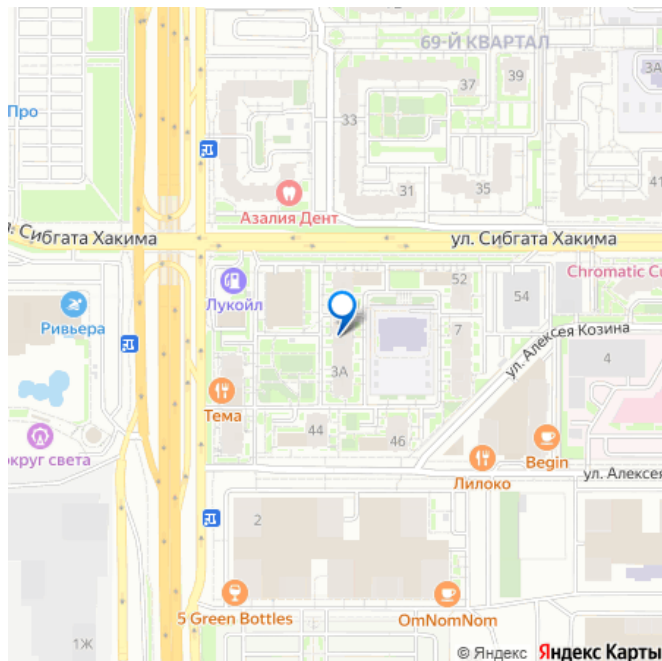 69-Й КВАРТАЛ
39
3А
37
Про
33
31
35
41
Азалия Дент
л. Сибгата Хакима
ул. Сибгата Хакима
Chromatic Cu
52
Лукойл
54
Ривьера
7
ул. Алексея Козина
4
3А
Тема
44
46
округ света
Begin
Лилоко
ул. Алексея
2
5 Green Bottles
OmNomNom
1Ж
© Яндекс Яндекс Карты